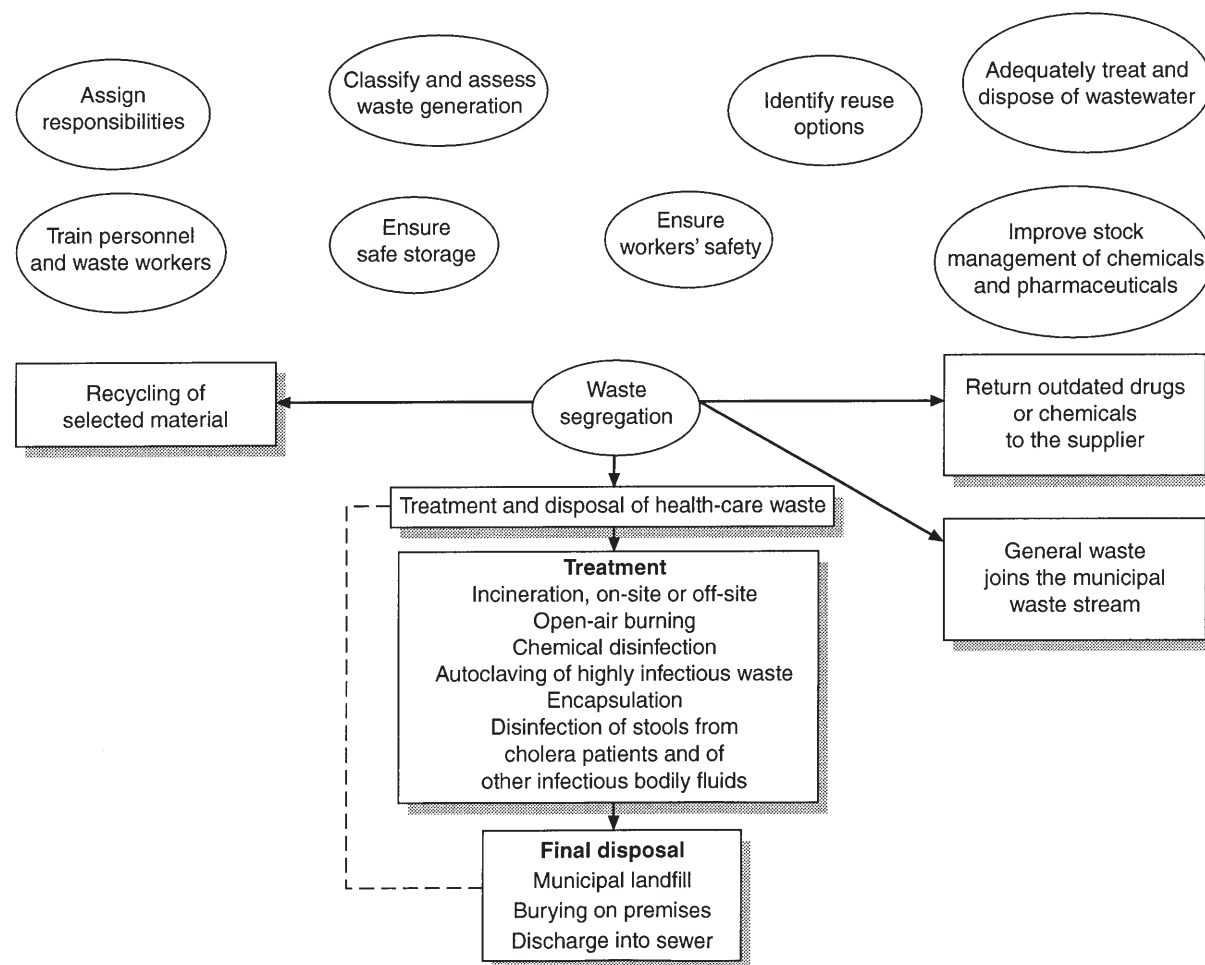 Assign
responsibilities
Classify and assess
waste generation
Identify reuse
options
Adequately treat and
dispose of wastewater
Train personnel
and waste workers
Ensure
safe storage
Ensure
workers' safety
Improve stock
management of chemicals
and pharmaceuticals
Recycling of
selected material
Waste
segregation
Return outdated drugs
or chemicals
to the supplier
Treatment and disposal of health-care waste
General waste
joins the municipal
waste stream
Treatment
Incineration, on-site or off-site
Open-air burning
Chemical disinfection
Autoclaving of highly infectious waste
Encapsulation
Disinfection of stools from
cholera patients and of
other infectious bodily fluids
Final disposal
Municipal landfill
Burying on premises
Discharge into sewer